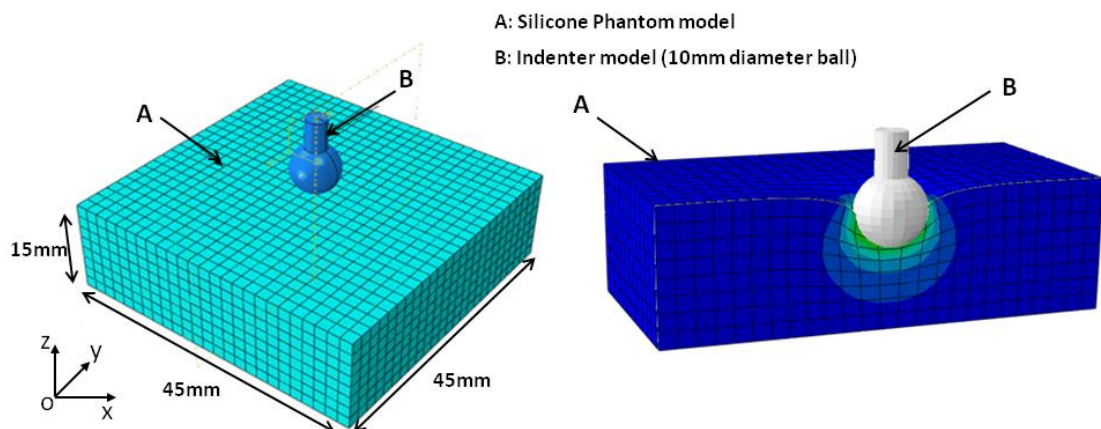 A: Silicone Phantom model
B: Indenter model (10mm diameter ball)
A
B
15mm
45mm
45mm
Z
y
O
X
A
B